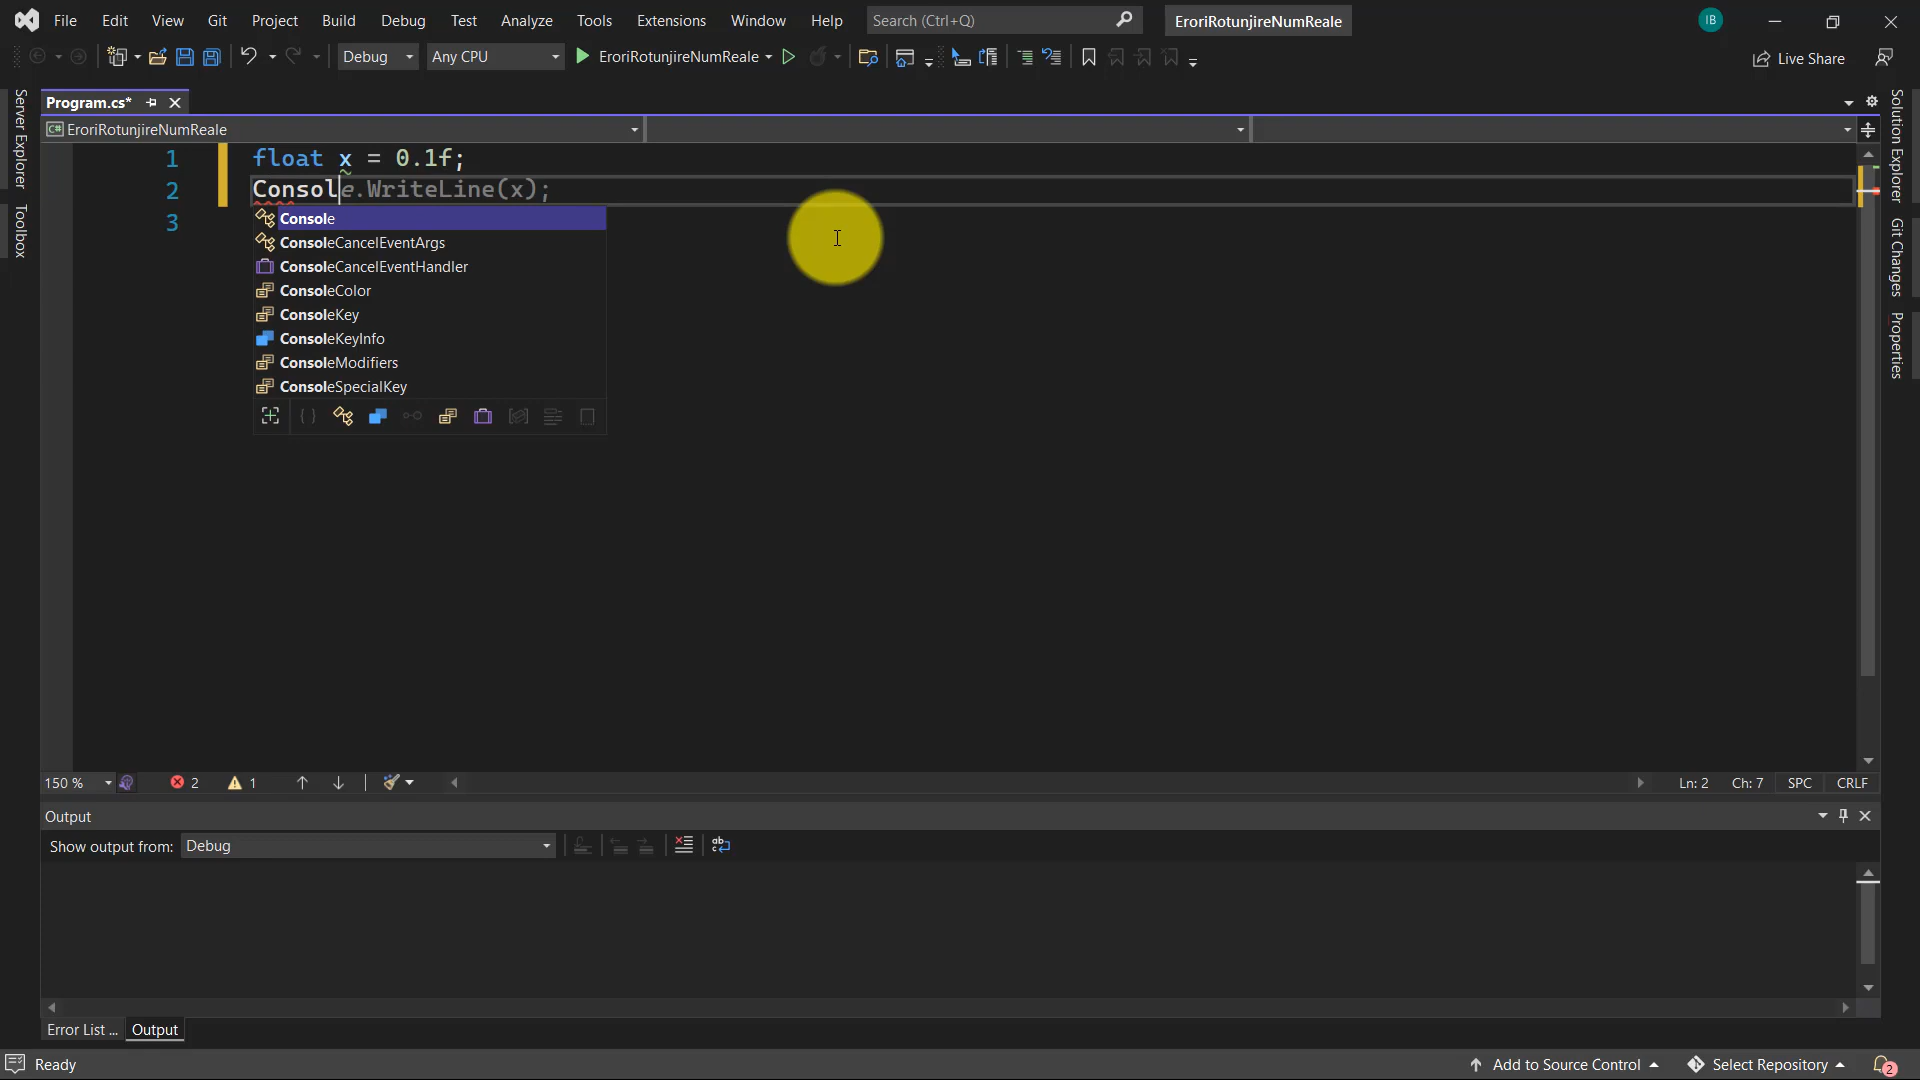 File Edit View Git Project Build Debug Test Analyze Tools Extensions Window Help Search (Ctrl+Q) EroriRotunjireNumReale IB
Debug Any CPU EroriRotunjireNumReale Live Share
Program.cs*
C# EroriRotunjireNumReale
Server Explorer
Toolbox
Solution Explorer
Git Changes
Properties
1 float x = 0.1f;
2 Console.WriteLine(x);
3
Console
ConsoleCancelEventArgs
ConsoleCancelEventHandler
ConsoleColor
ConsoleKey
ConsoleKeyInfo
ConsoleModifiers
ConsoleSpecialKey
150 % 2 1 Ln: 2 Ch: 7 SPC CRLF
Output
Show output from: Debug
Error List ... Output
Ready Add to Source Control Select Repository 2